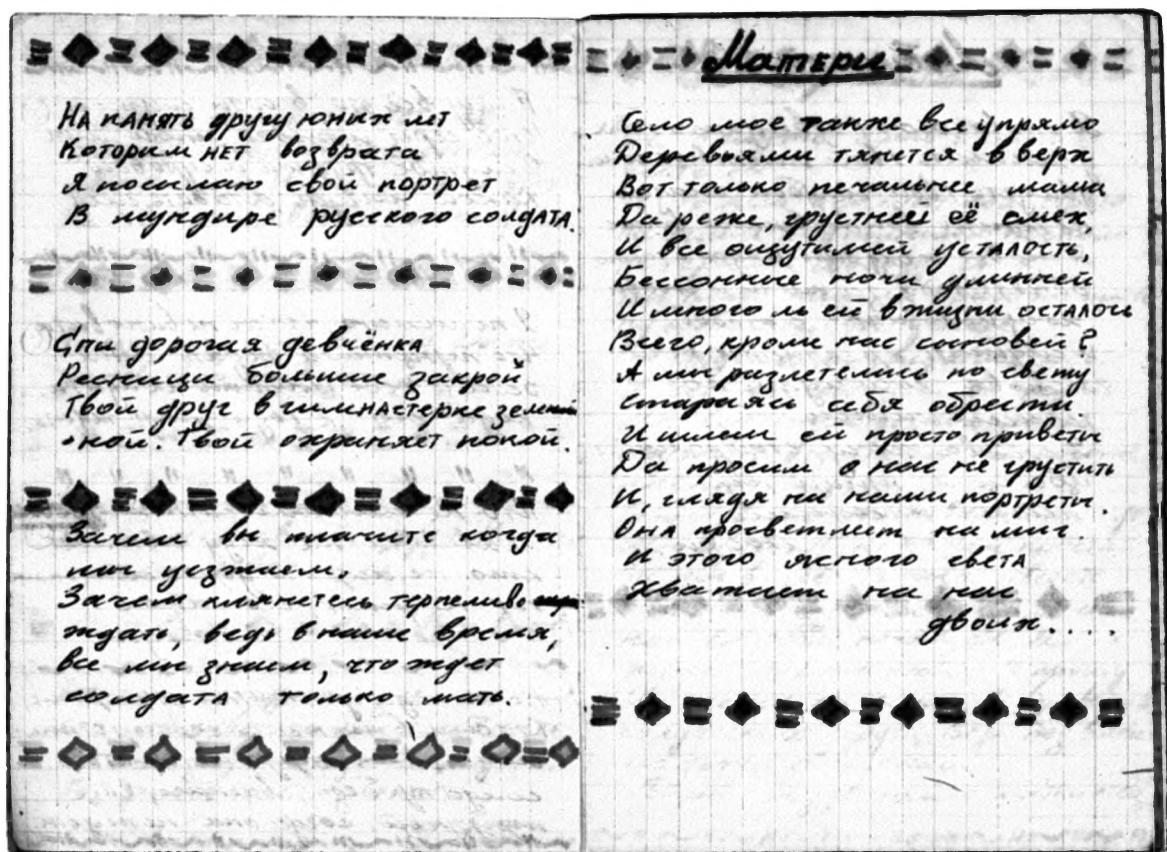 На память другу юных лет
Которым нет возврата
Я посылаю свой портрет
В мундире русского солдата.
Спи дорогая девчёнка
Ресницы большие закрой
Твой друг в гимнастерке зелен
ной. Твой охраняет покой.
Зачем вы плачите когда
мы уезжаем,
Зачем клянетесь терпеливо
ждать, ведь в наше время,
все мы знаем, что ждет
солдата только мать.
Матери
Село мое также все упрямо
Деревьями тянется в верх
Вот только печальнее мама
Да реже, грустней её смех,
И все ощутимей усталость,
Бессонные ночи длинней
И много ль ей в жизни осталось
Всего, кроме нас сыновей?
А мы разлетелись по свету
стараясь себя обрести.
И шлем ей просто приветы
Да просим о нас не грустить
И, глядя на наши портреты.
Она просветлит на миг.
И этого ясного света
Хватает на нас
двоих....